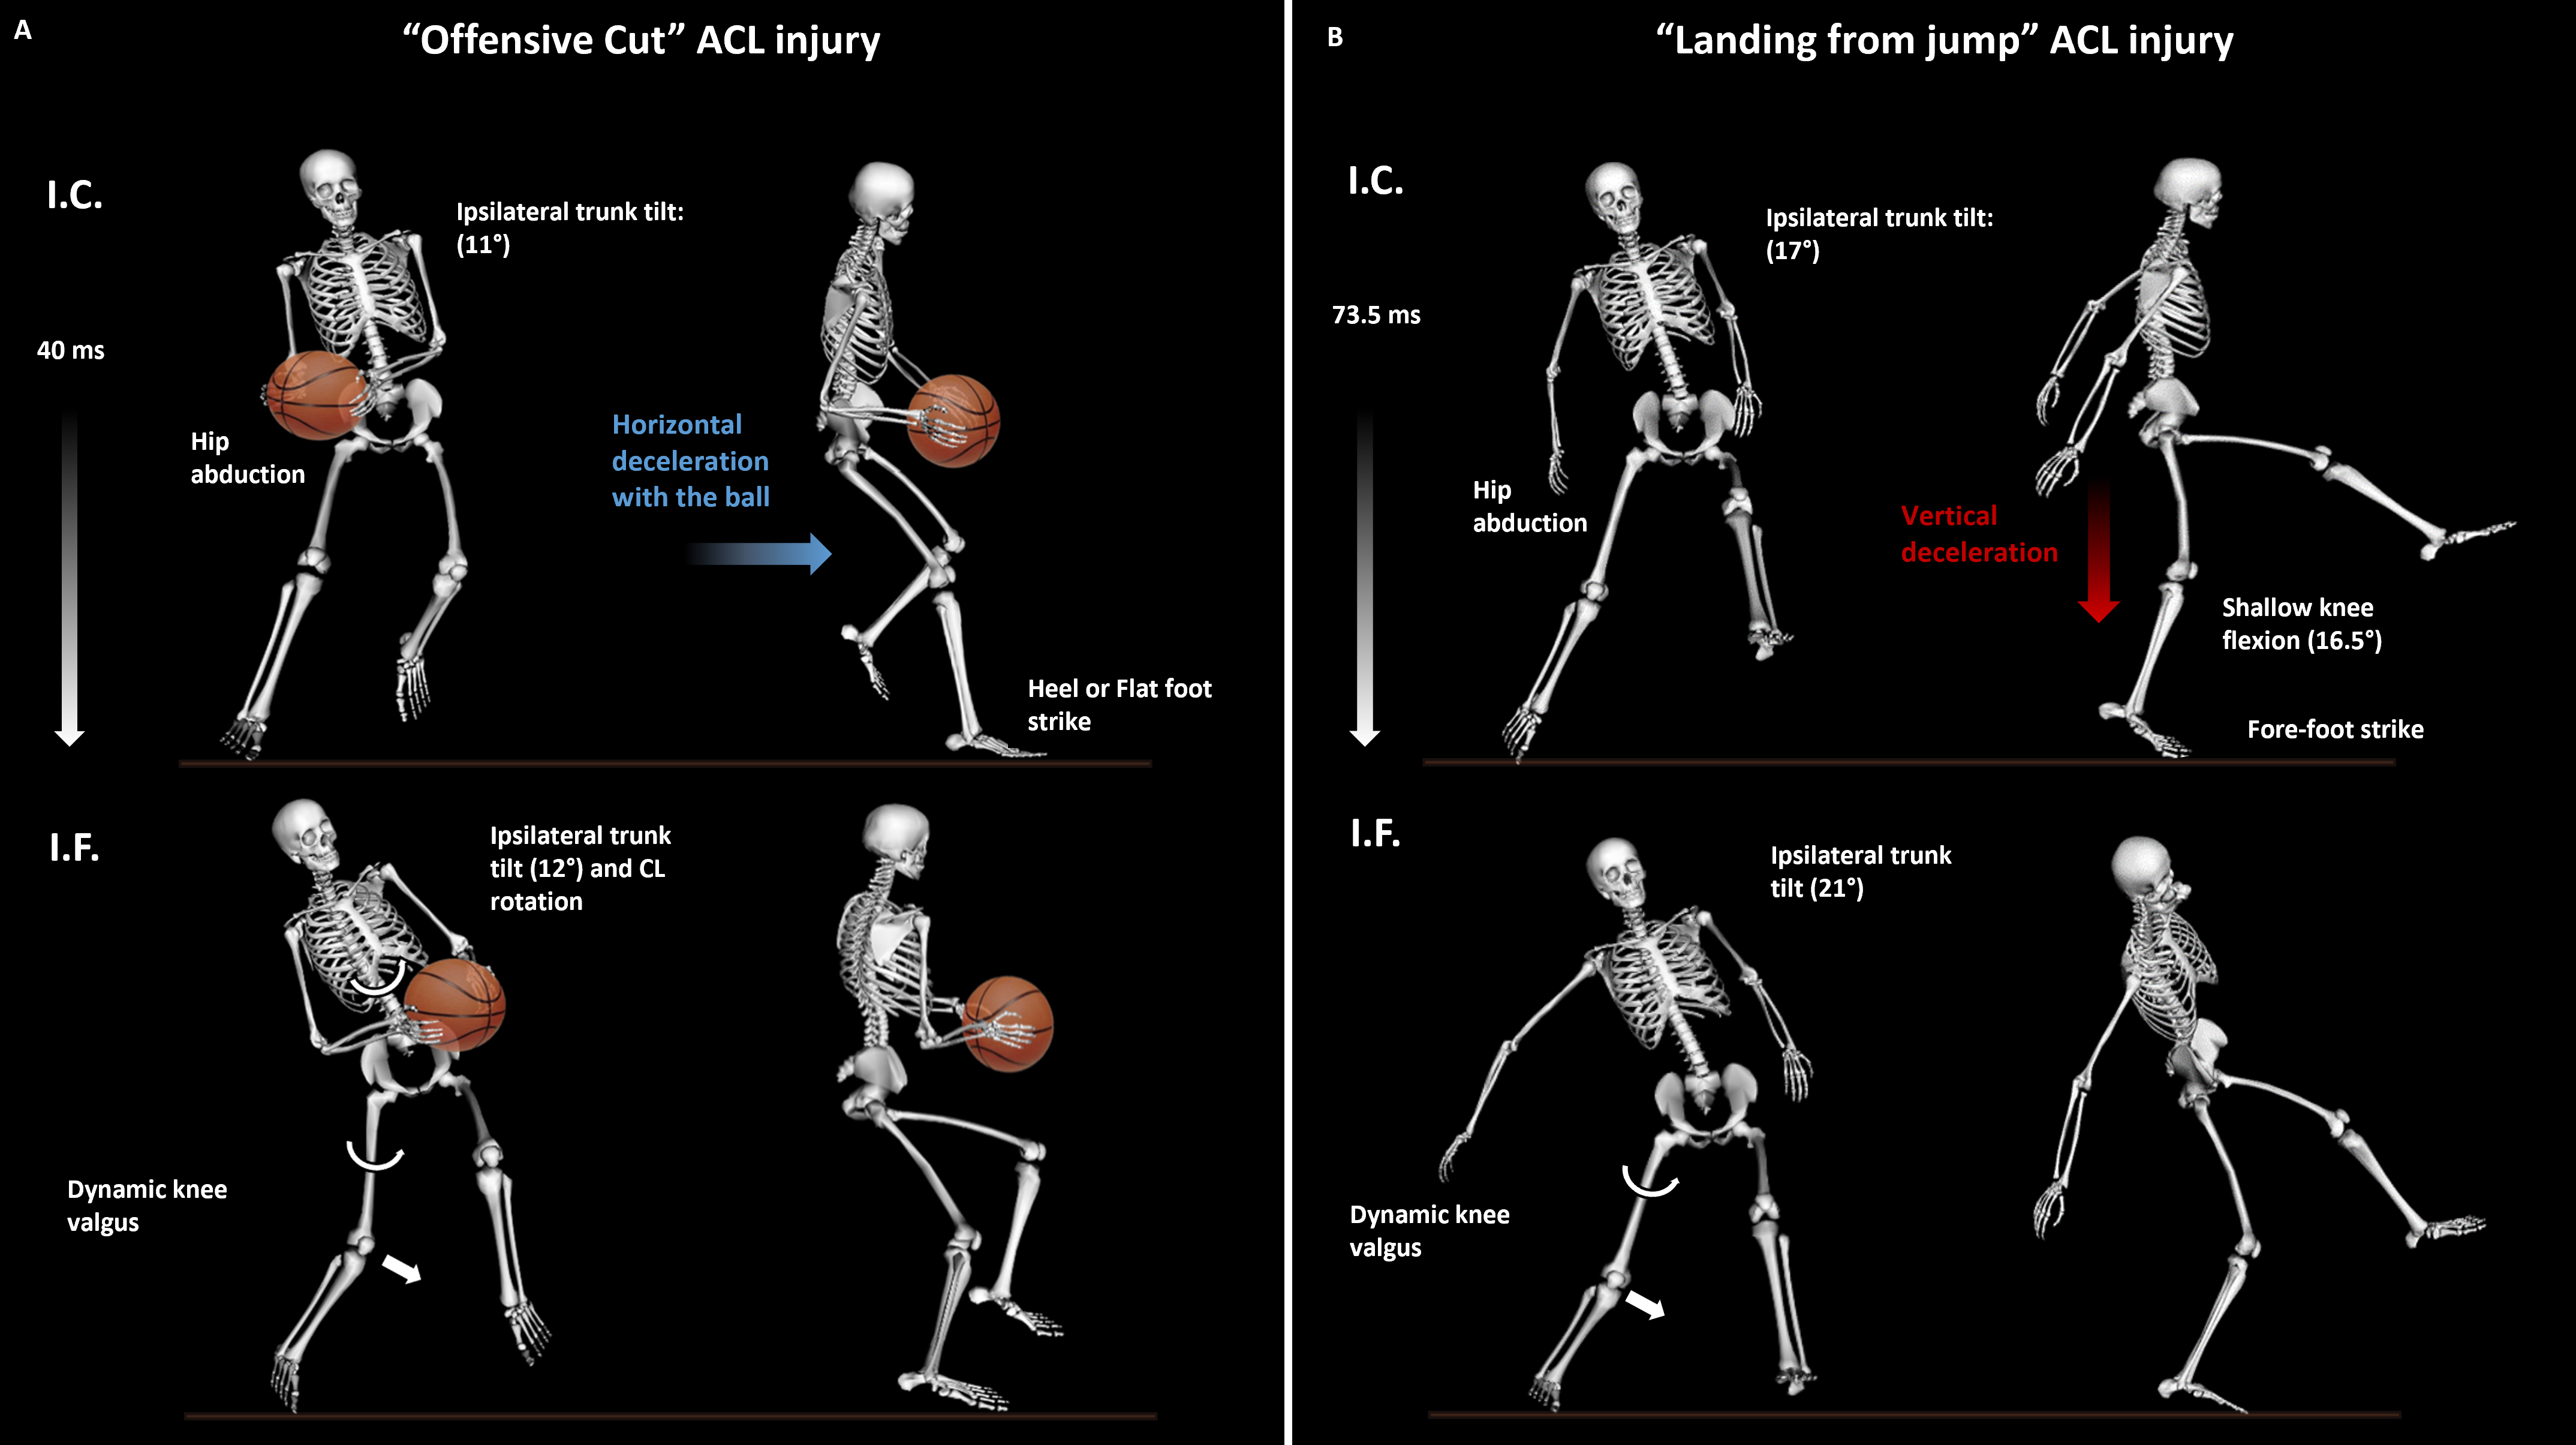 A
“Offensive Cut” ACL injury
I.C.
Ipsilateral trunk tilt:
(11°)
40 ms
Hip
abduction
Horizontal
deceleration
with the ball
Heel or Flat foot
strike
I.F.
Ipsilateral trunk
tilt (12°) and CL
rotation
Dynamic knee
valgus
B
“Landing from jump” ACL injury
I.C.
Ipsilateral trunk tilt:
(17°)
73.5 ms
Hip
abduction
Vertical
deceleration
Shallow knee
flexion (16.5°)
Fore-foot strike
I.F.
Ipsilateral trunk
tilt (21°)
Dynamic knee
valgus